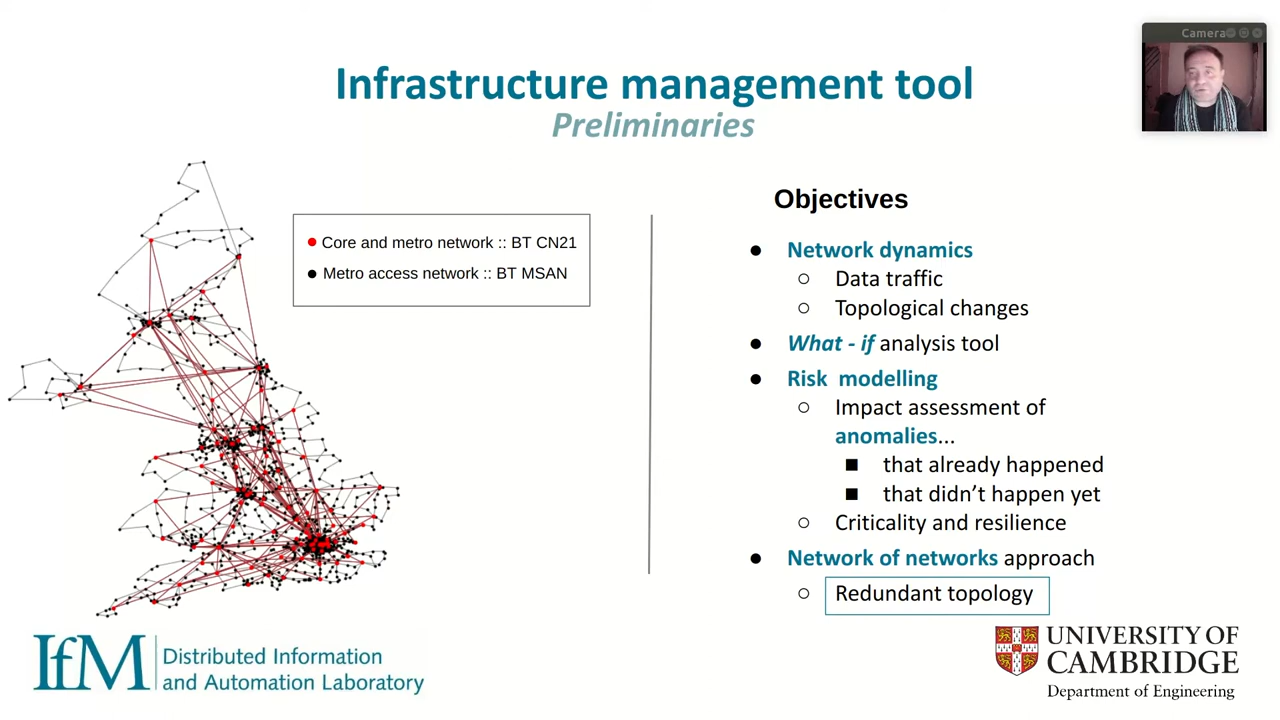 Camera
Infrastructure management tool
Preliminaries
Core and metro network :: BT CN21
Metro access network :: BT MSAN
Objectives
● Network dynamics
○ Data traffic
○ Topological changes
● What - if analysis tool
● Risk modelling
○ Impact assessment of
anomalies...
■ that already happened
■ that didn't happen yet
○ Criticality and resilience
● Network of networks approach
○ Redundant topology
IfM Distributed Information
and Automation Laboratory
UNIVERSITY OF
CAMBRIDGE
Department of Engineering